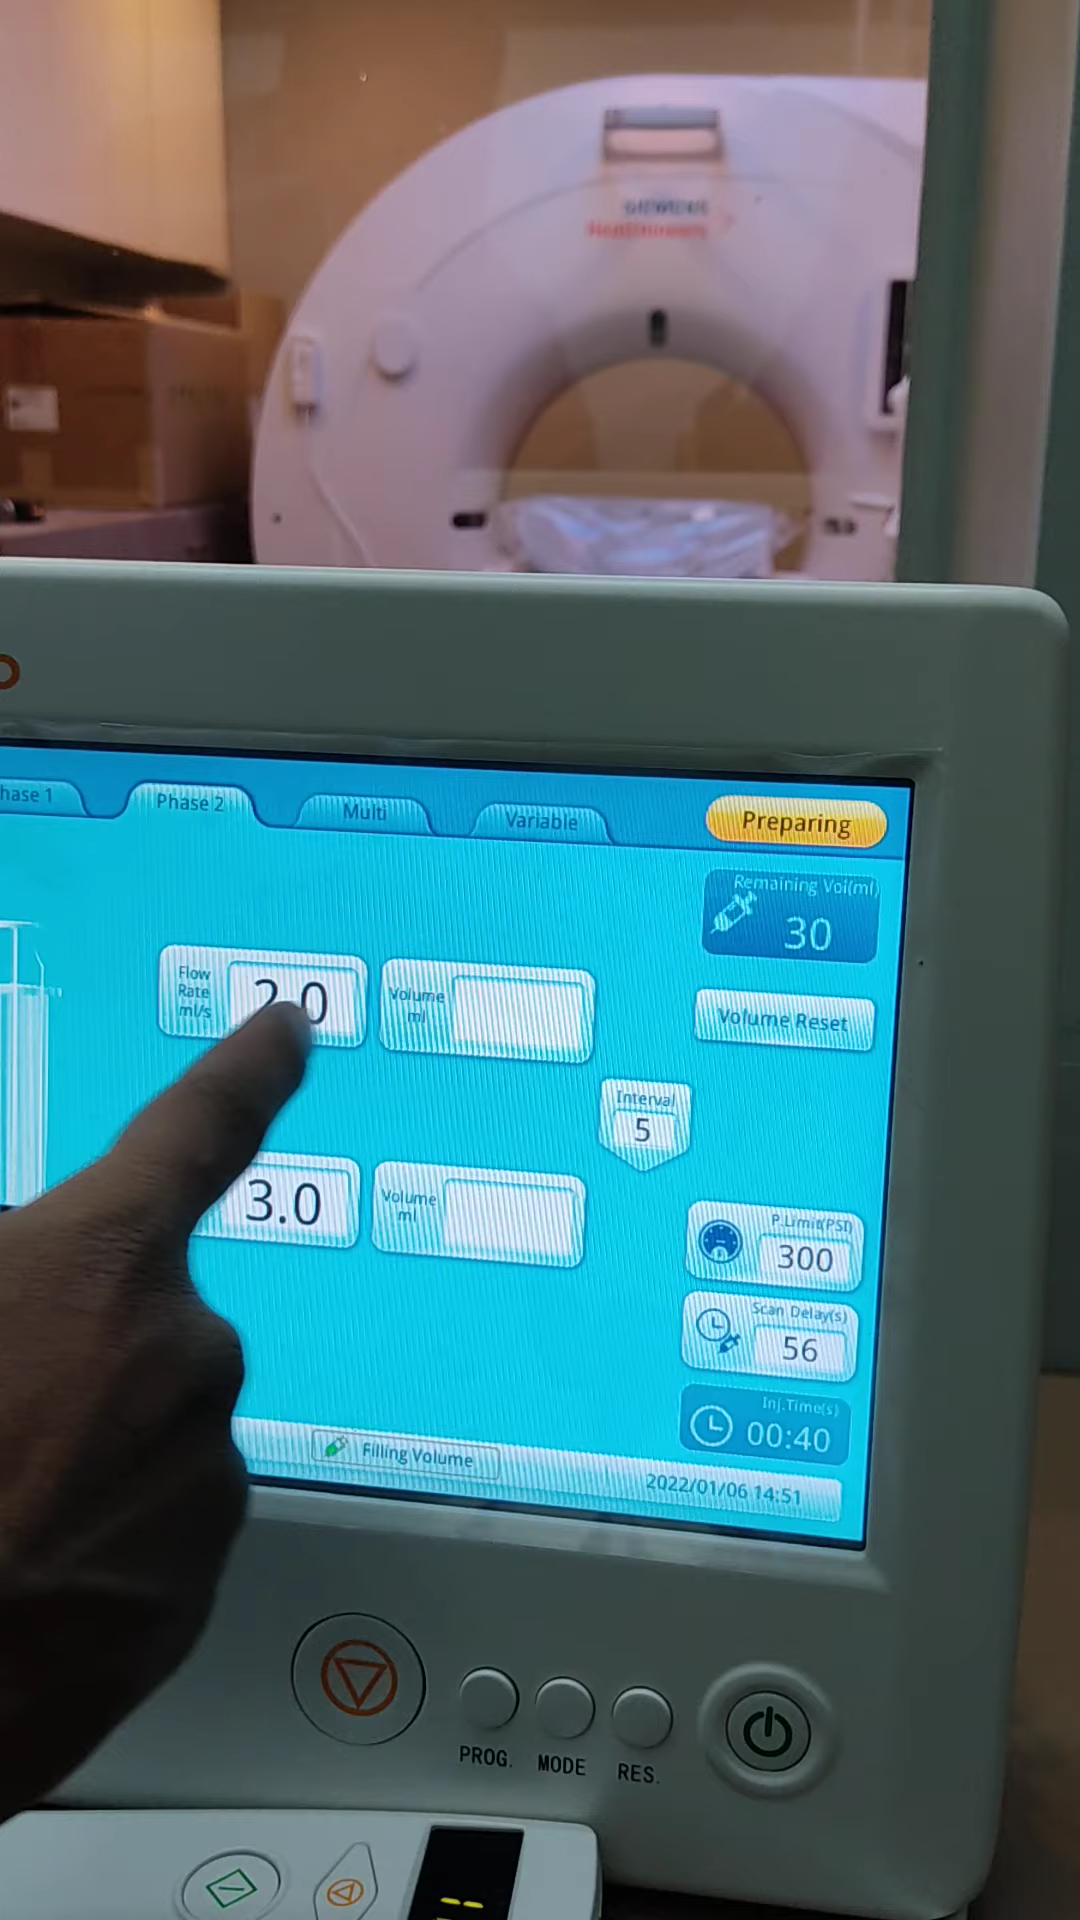 SIEMENS
Healthineers
hase 1
Phase 2
Multi
Variable
Preparing
Remaining Vol(ml)
30
Flow
Rate
ml/s
2.0
Volume
ml
Volume Reset
Interval
5
3.0
Volume
ml
P.Limit(PSI)
300
Scan Delay(s)
56
Inj.Time(s)
00:40
Filling Volume
2022/01/06 14:51
PROG.
MODE
RES.
--